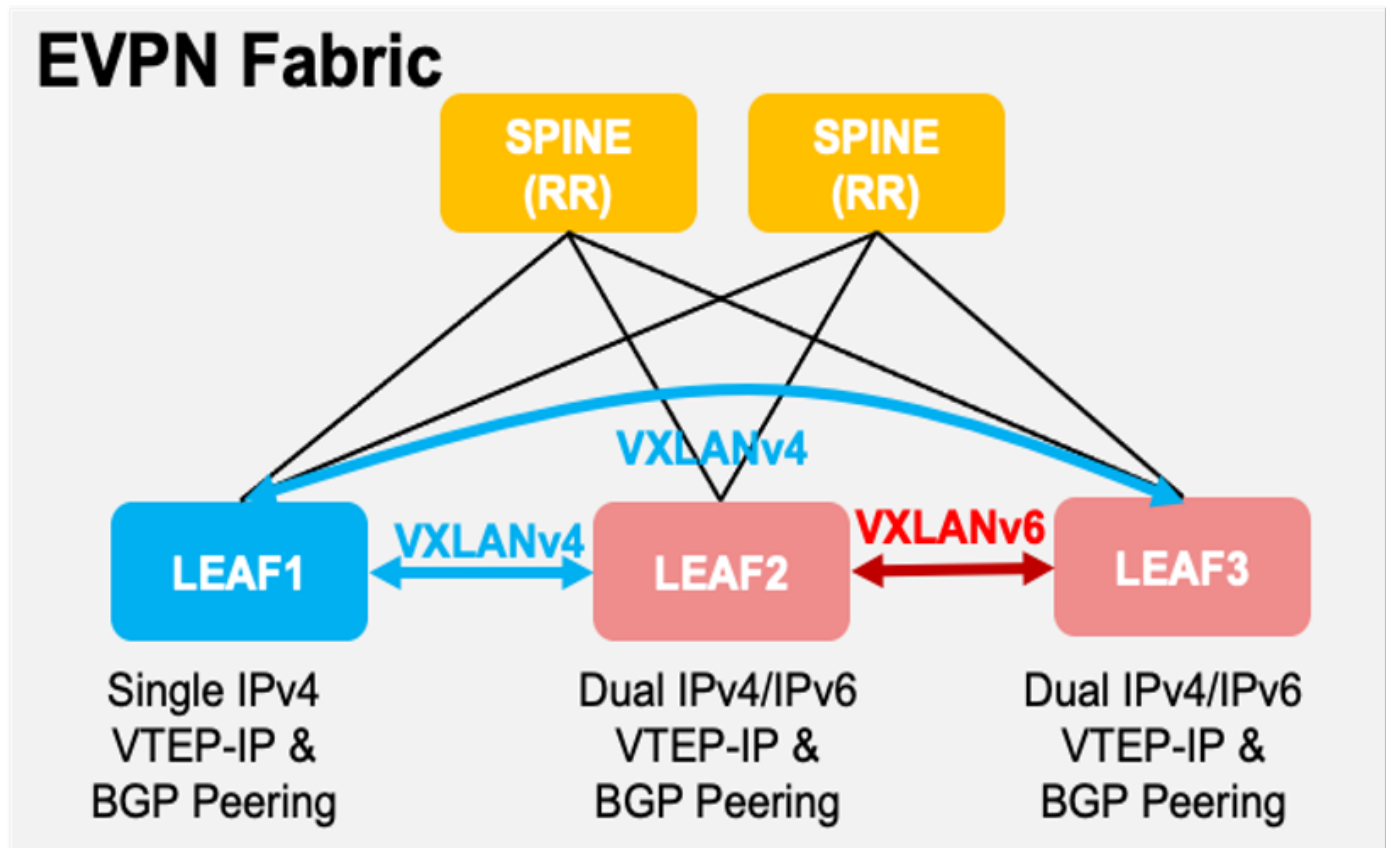 EVPN Fabric
SPINE
(RR)
SPINE
(RR)
VXLANv4
VXLANv4
VXLANv6
LEAF1
LEAF2
LEAF3
Single IPv4
VTEP-IP &
BGP Peering
Dual IPv4/IPv6
VTEP-IP &
BGP Peering
Dual IPv4/IPv6
VTEP-IP &
BGP Peering